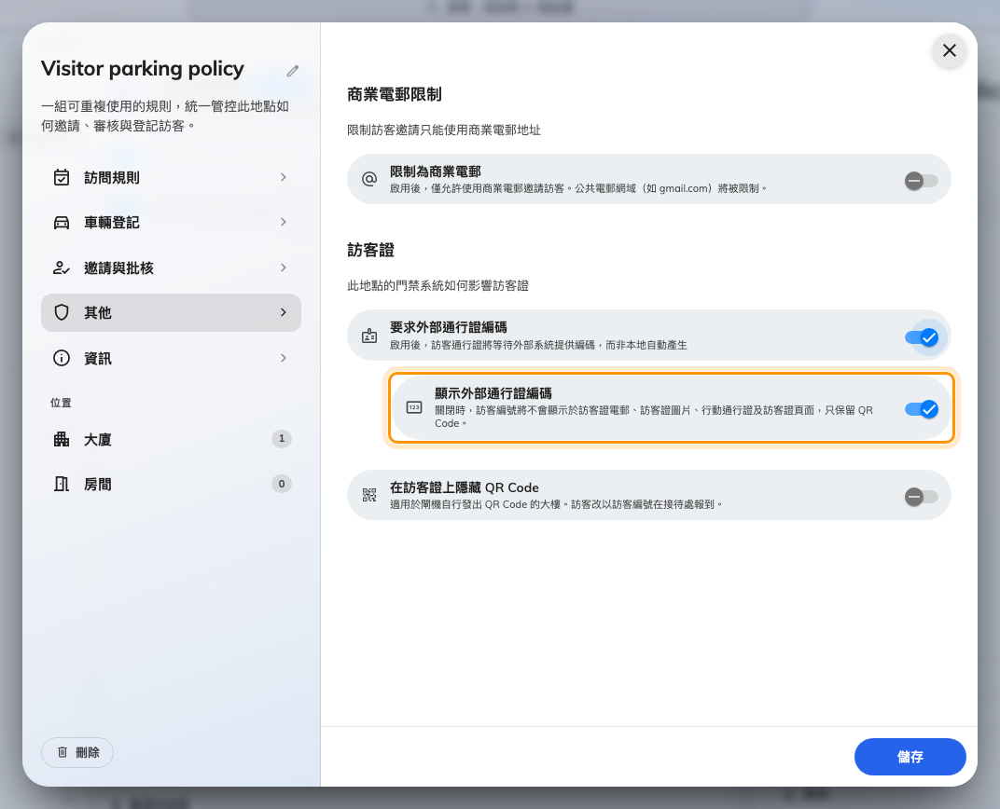 Visitor parking policy
一組可重複使用的規則，統一管控此地點如
何邀請、審核與登記訪客。
訪問規則
車輛登記
邀請與批核
其他
資訊
位置
大廈
1
房間
0
刪除
商業電郵限制
限制訪客邀請只能使用商業電郵地址
限制為商業電郵
啟用後，僅允許使用商業電郵邀請訪客。公共電郵網域（如 gmail.com）將被限制。
訪客證
此地點的門禁系統如何影響訪客證
要求外部通行證編碼
啟用後，訪客通行證將等待外部系統提供編碼，而非本地自動產生
123
顯示外部通行證編碼
關閉時，訪客編號將不會顯示於訪客證電郵、訪客證圖片、行動通行證及訪客證頁面，只保留 QR
Code。
在訪客證上隱藏 QR Code
適用於閘機自行發出 QR Code 的大樓。訪客改以訪客編號在接待處報到。
儲存